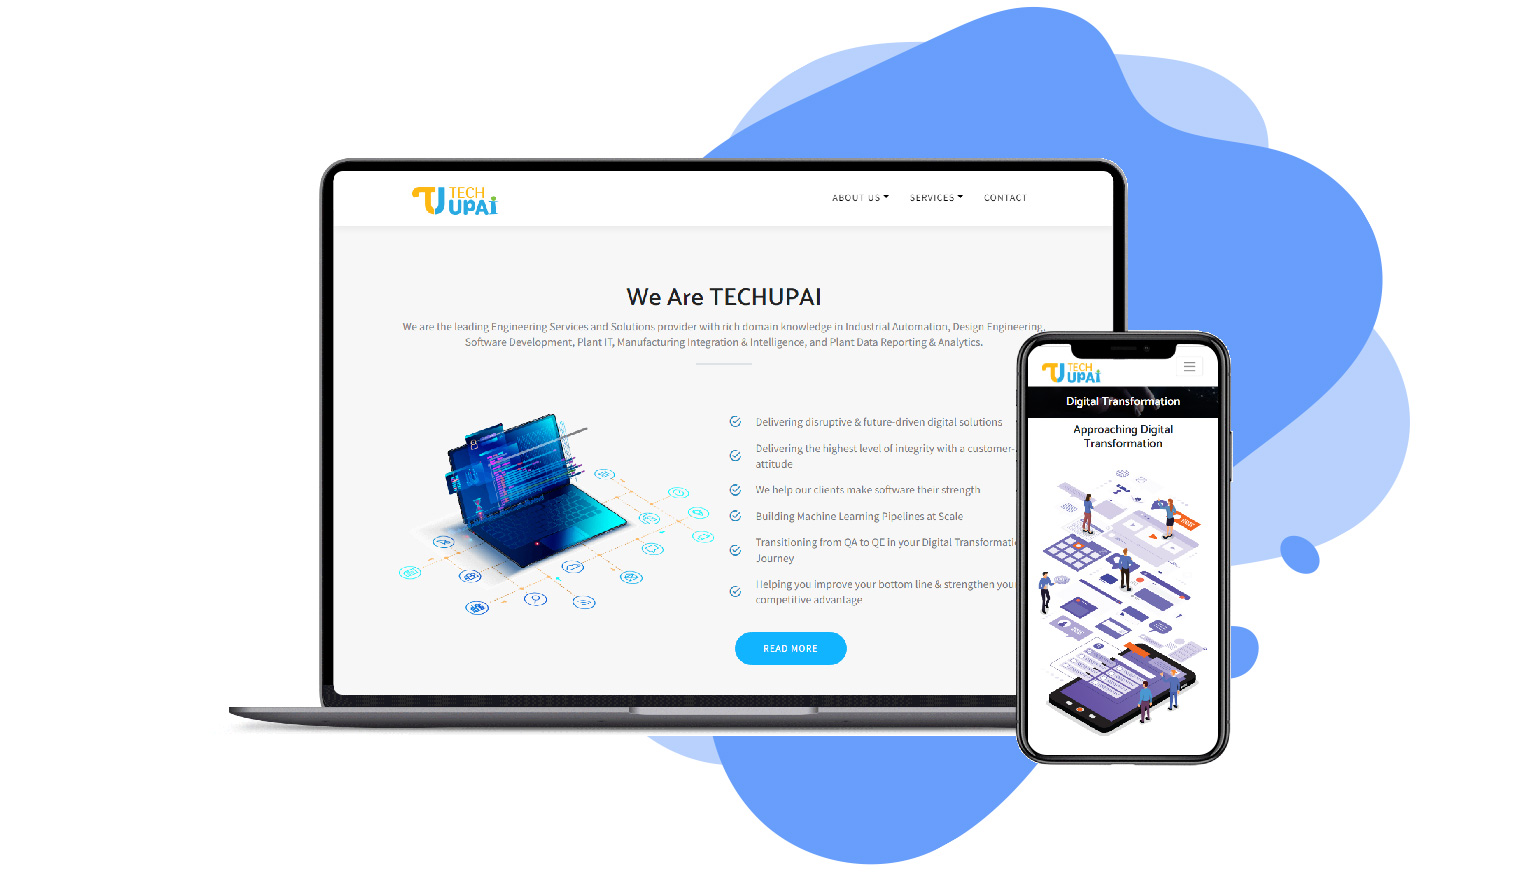 TECH
UPAI
ABOUT US
SERVICES
CONTACT
We Are TECHUPAI
We are the leading Engineering Services and Solutions provider with rich domain knowledge in Industrial Automation, Design Engineering,
Software Development, Plant IT, Manufacturing Integration & Intelligence, and Plant Data Reporting & Analytics.
Delivering disruptive & future-driven digital solutions
Delivering the highest level of integrity with a customer-
attitude
We help our clients make software their strength
Building Machine Learning Pipelines at Scale
Transitioning from QA to QE in your Digital Transformatio
Journey
Helping you improve your bottom line & strengthen your
competitive advantage
READ MORE
TECH
UPAI
Digital Transformation
Approaching Digital
Transformation